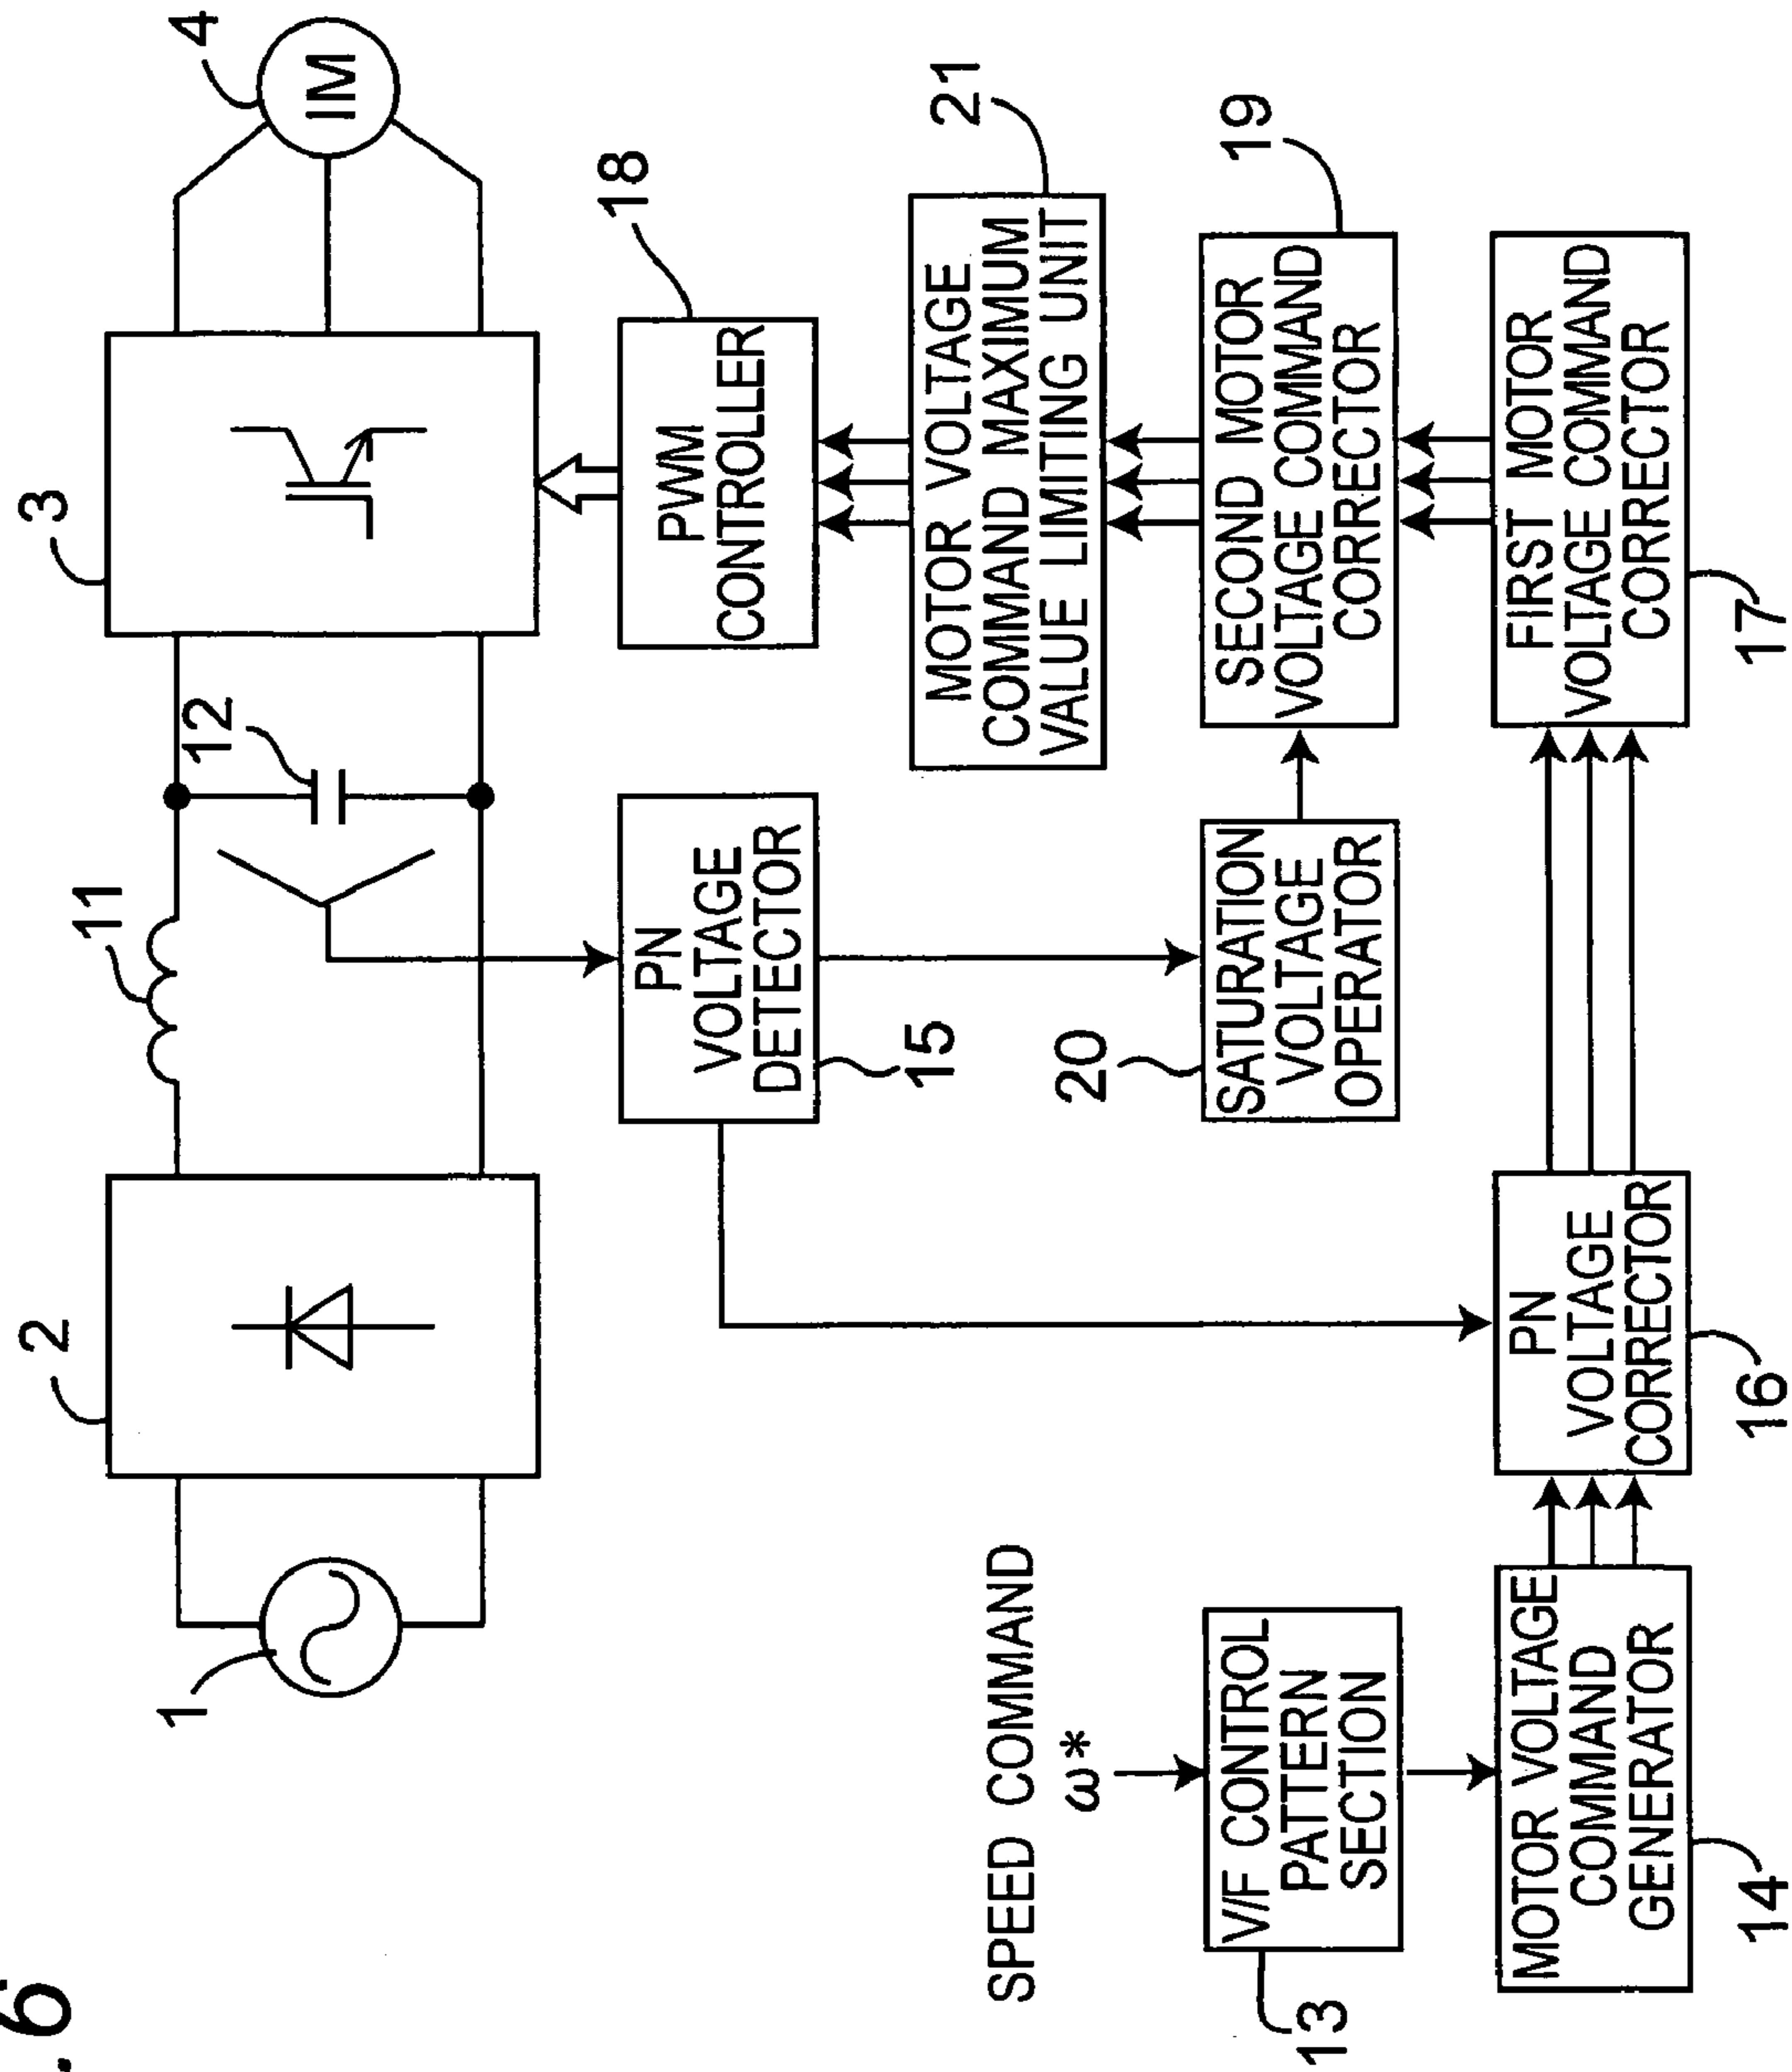 .6
1
2
11
12
3
4
IM
PN
VOLTAGE
DETECTOR
15
PWM
CONTROLLER
18
SPEED COMMAND
ω*
MOTOR VOLTAGE
COMMAND MAXIMUM
VALUE LIMITING UNIT
21
V/F CONTROL
PATTERN
SECTION
13
20
SATURATION
VOLTAGE
OPERATOR
SECOND MOTOR
VOLTAGE COMMAND
CORRECTOR
19
MOTOR VOLTAGE
COMMAND
GENERATOR
14
PN
VOLTAGE
CORRECTOR
16
FIRST MOTOR
VOLTAGE COMMAND
CORRECTOR
17